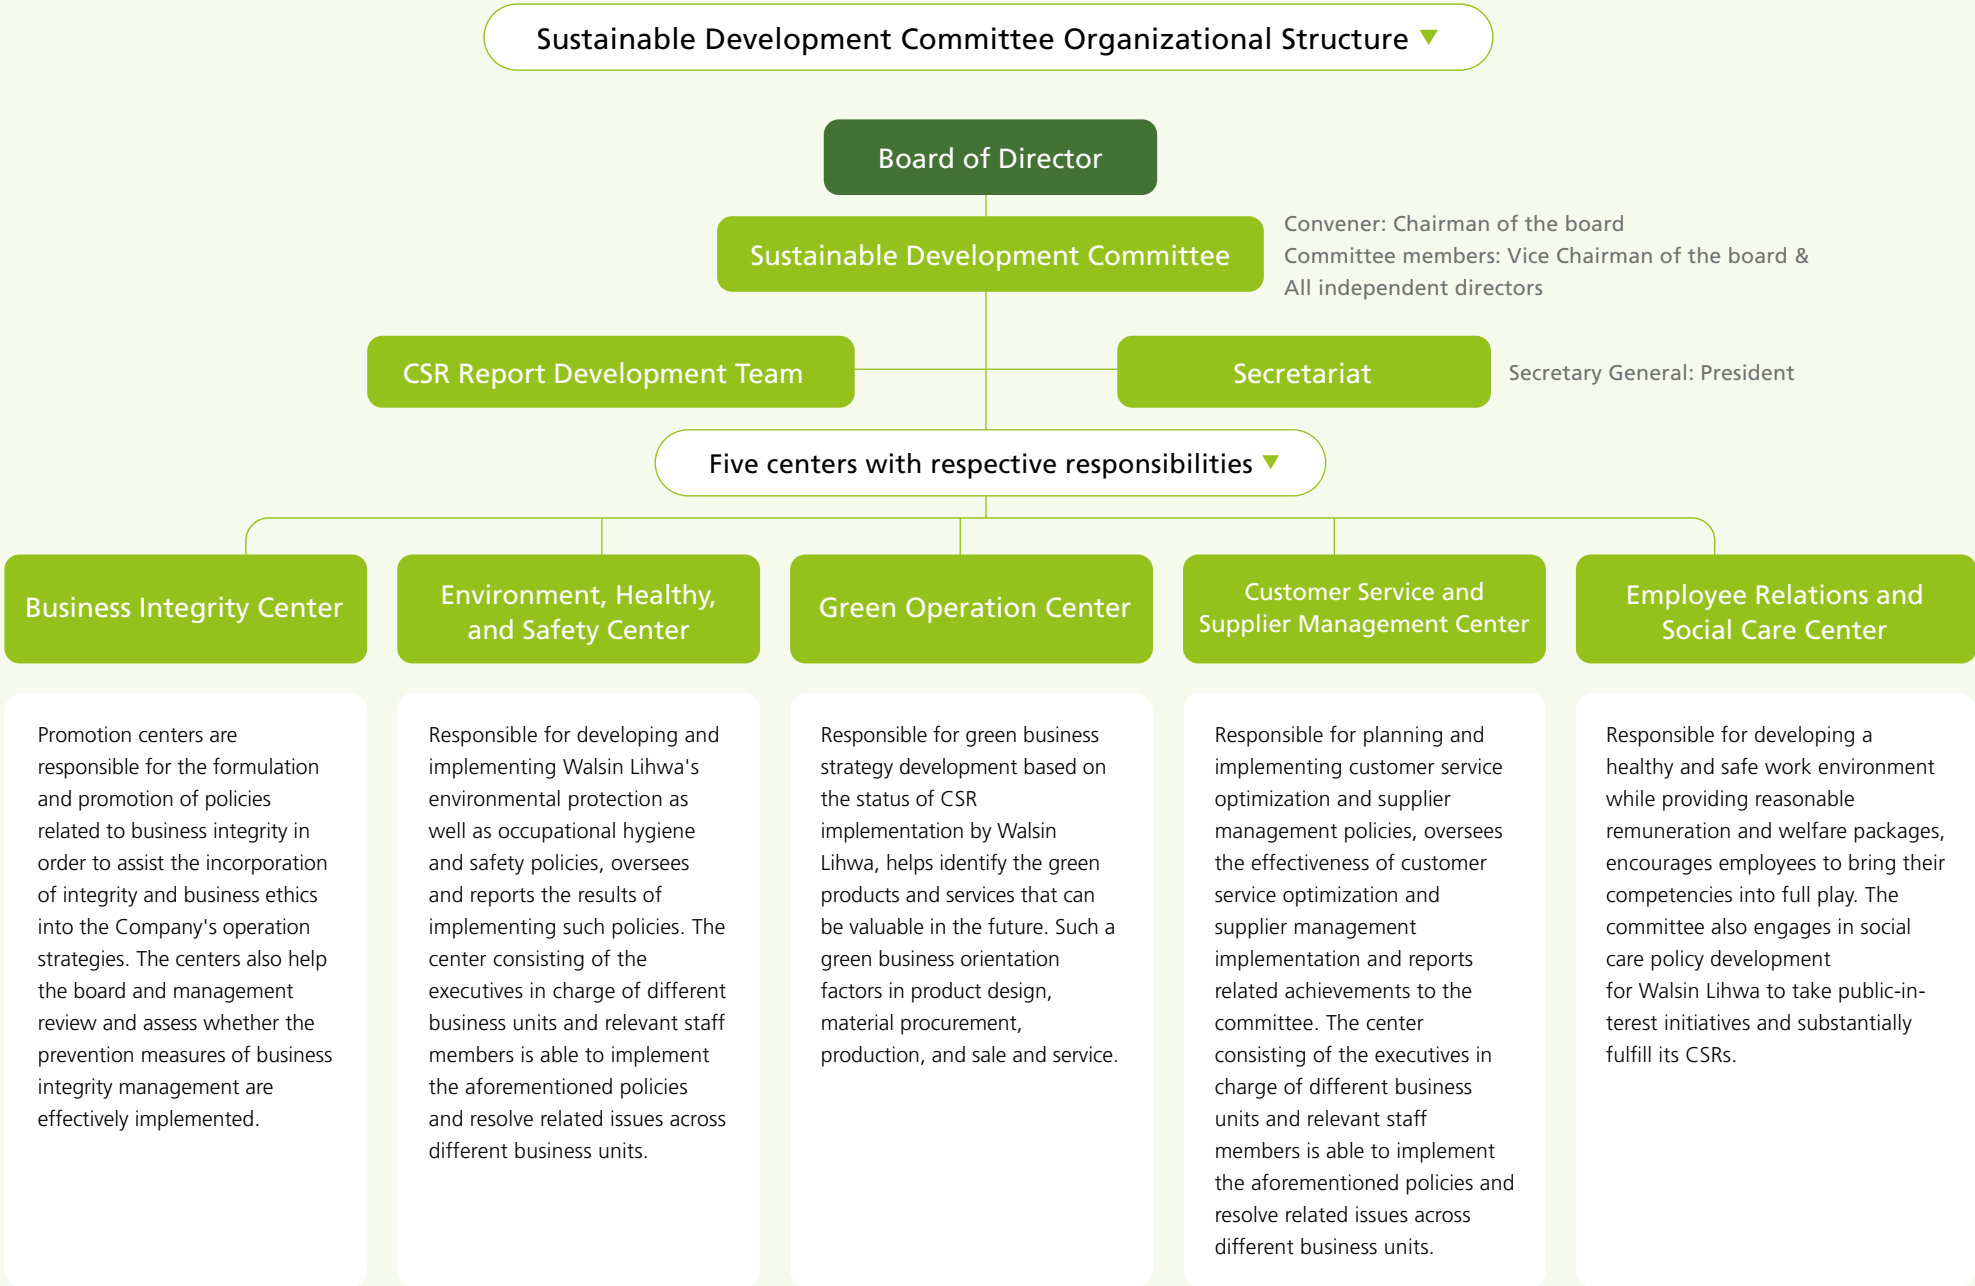 Sustainable Development Committee Organizational Structure ▼
Board of Director
Sustainable Development Committee
Convener: Chairman of the board
Committee members: Vice Chairman of the board &
All independent directors
CSR Report Development Team
Secretariat
Secretary General: President
Five centers with respective responsibilities ▼
Business Integrity Center
Promotion centers are
responsible for the formulation
and promotion of policies
related to business integrity in
order to assist the incorporation
of integrity and business ethics
into the Company's operation
strategies. The centers also help
the board and management
review and assess whether the
prevention measures of business
integrity management are
effectively implemented.
Environment, Healthy,
and Safety Center
Responsible for developing and
implementing Walsin Lihwa's
environmental protection as
well as occupational hygiene
and safety policies, oversees
and reports the results of
implementing such policies. The
center consisting of the
executives in charge of different
business units and relevant staff
members is able to implement
the aforementioned policies
and resolve related issues across
different business units.
Green Operation Center
Responsible for green business
strategy development based on
the status of CSR
implementation by Walsin
Lihwa, helps identify the green
products and services that can
be valuable in the future. Such a
green business orientation
factors in product design,
material procurement,
production, and sale and service.
Customer Service and
Supplier Management Center
Responsible for planning and
implementing customer service
optimization and supplier
management policies, oversees
the effectiveness of customer
service optimization and
supplier management
implementation and reports
related achievements to the
committee. The center
consisting of the executives in
charge of different business
units and relevant staff
members is able to implement
the aforementioned policies and
resolve related issues across
different business units.
Employee Relations and
Social Care Center
Responsible for developing a
healthy and safe work environment
while providing reasonable
remuneration and welfare packages,
encourages employees to bring their
competencies into full play. The
committee also engages in social
care policy development
for Walsin Lihwa to take public-in-
terest initiatives and substantially
fulfill its CSRs.